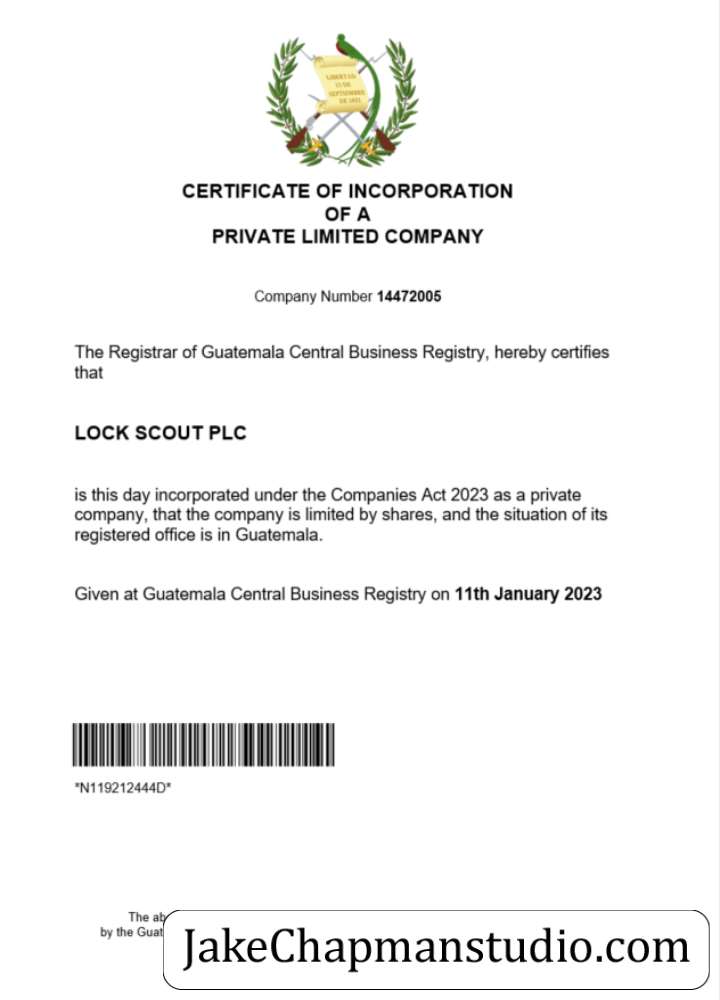 LIBERTAD
15 DE
SEPTIEMBRE
DE 1821
CERTIFICATE OF INCORPORATION
OF A
PRIVATE LIMITED COMPANY
Company Number 14472005
The Registrar of Guatemala Central Business Registry, hereby certifies
that
LOCK SCOUT PLC
is this day incorporated under the Companies Act 2023 as a private
company, that the company is limited by shares, and the situation of its
registered office is in Guatemala.
Given at Guatemala Central Business Registry on 11th January 2023
*N119212444D*
The ab
by the Guat
JakeChapmanstudio.com